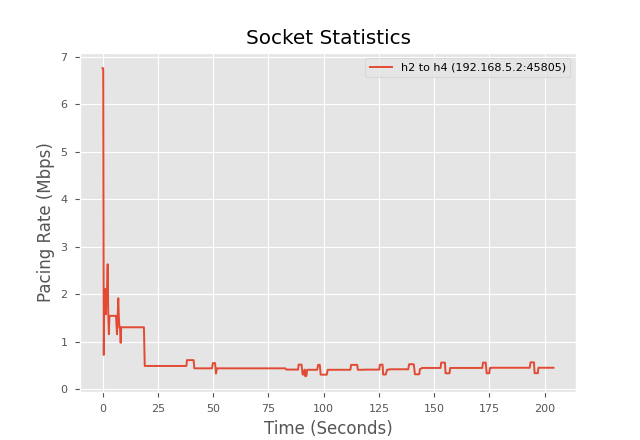 Socket Statistics
h2 to h4 (192.168.5.2:45805)
Pacing Rate (Mbps)
7
6
5
4
3
2
1
0
0 25 50 75 100 125 150 175 200
Time (Seconds)